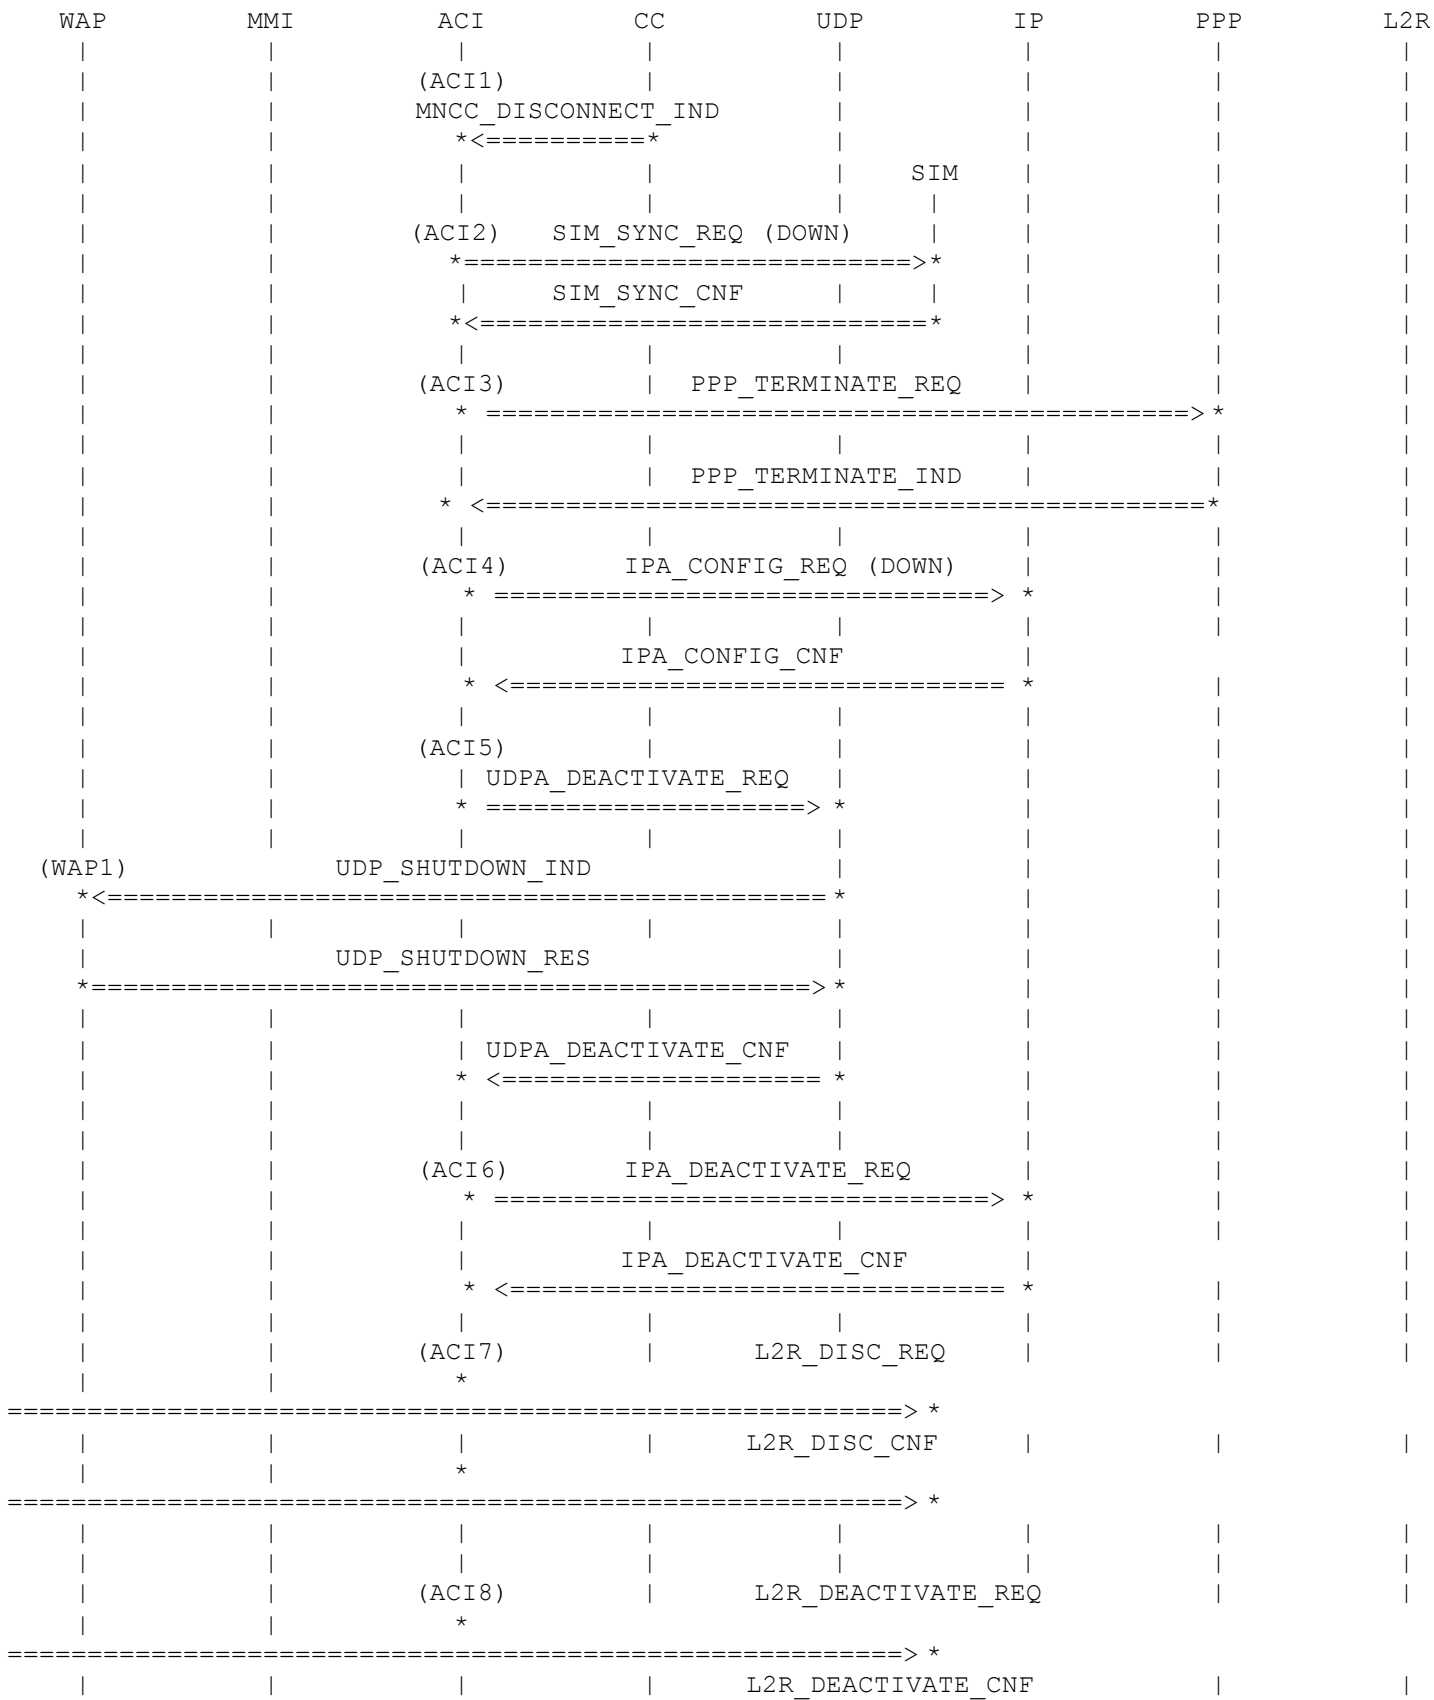 WAP MMI ACI CC UDP IP PPP L2R
| | | | | | | |
| | (ACI1) | | | | |
| | MNCC_DISCONNECT_IND | | | |
| | *<==========* | | | |
| | | | | SIM | | |
| | | | | | | | |
| | (ACI2) SIM_SYNC_REQ (DOWN) | | | |
| | *============================>* | | |
| | | SIM_SYNC_CNF | | | | |
| | *<============================* | | |
| | | | | | | |
| | (ACI3) | PPP_TERMINATE_REQ | | |
| | * ============================================> * |
| | | | | | | |
| | | | PPP_TERMINATE_IND | | |
| | * <=============================================* |
| | | | | | | |
| | (ACI4) IPA_CONFIG_REQ (DOWN) | | |
| | * ===============================> * | |
| | | | | | | |
| | | IPA_CONFIG_CNF | |
| | * <=============================== * | |
| | | | | | | |
| | (ACI5) | | | | |
| | | UDPA_DEACTIVATE_REQ | | | |
| | * ====================> * | | |
| | | | | | | |
(WAP1) UDP_SHUTDOWN_IND | | | |
*<============================================= * | | |
| | | | | | | |
| UDP_SHUTDOWN_RES | | | |
*=============================================> * | | |
| | | | | | | |
| | | UDPA_DEACTIVATE_CNF | | | |
| | * <==================== * | | |
| | | | | | | |
| | | | | | | |
| | (ACI6) IPA_DEACTIVATE_REQ | | |
| | * ===============================> * | |
| | | | | | | |
| | | IPA_DEACTIVATE_CNF | |
| | * <=============================== * | |
| | | | | | | |
| | (ACI7) | L2R_DISC_REQ | | |
| | *
========================================================> *
| | | | L2R_DISC_CNF | | |
| | *
========================================================> *
| | | | | | | |
| | | | | | | |
| | (ACI8) | L2R_DEACTIVATE_REQ | |
| | *
========================================================> *
| | | | L2R_DEACTIVATE_CNF | |